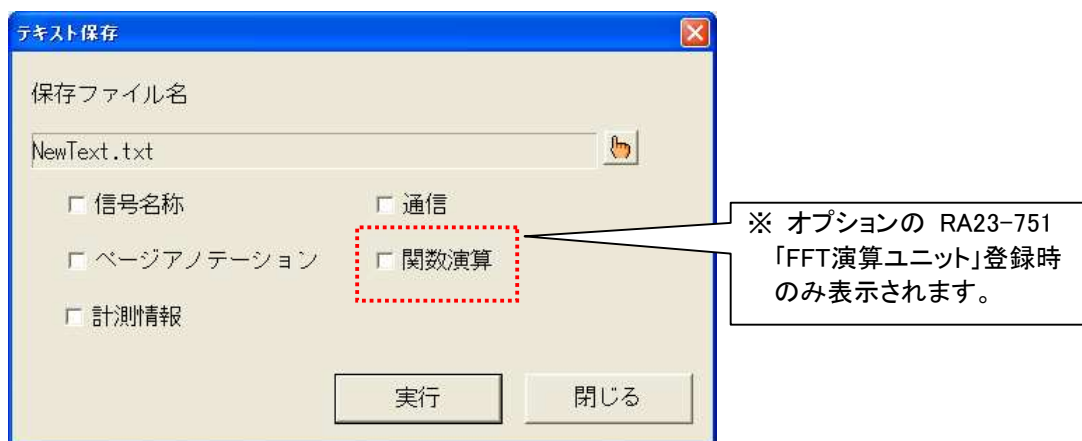 テキスト保存
保存ファイル名
NewText.txt
信号名称
通信
ページアノテーション
関数演算
計測情報
実行
閉じる
※ オプションの RA23-751
「FFT演算ユニット」登録時
のみ表示されます。